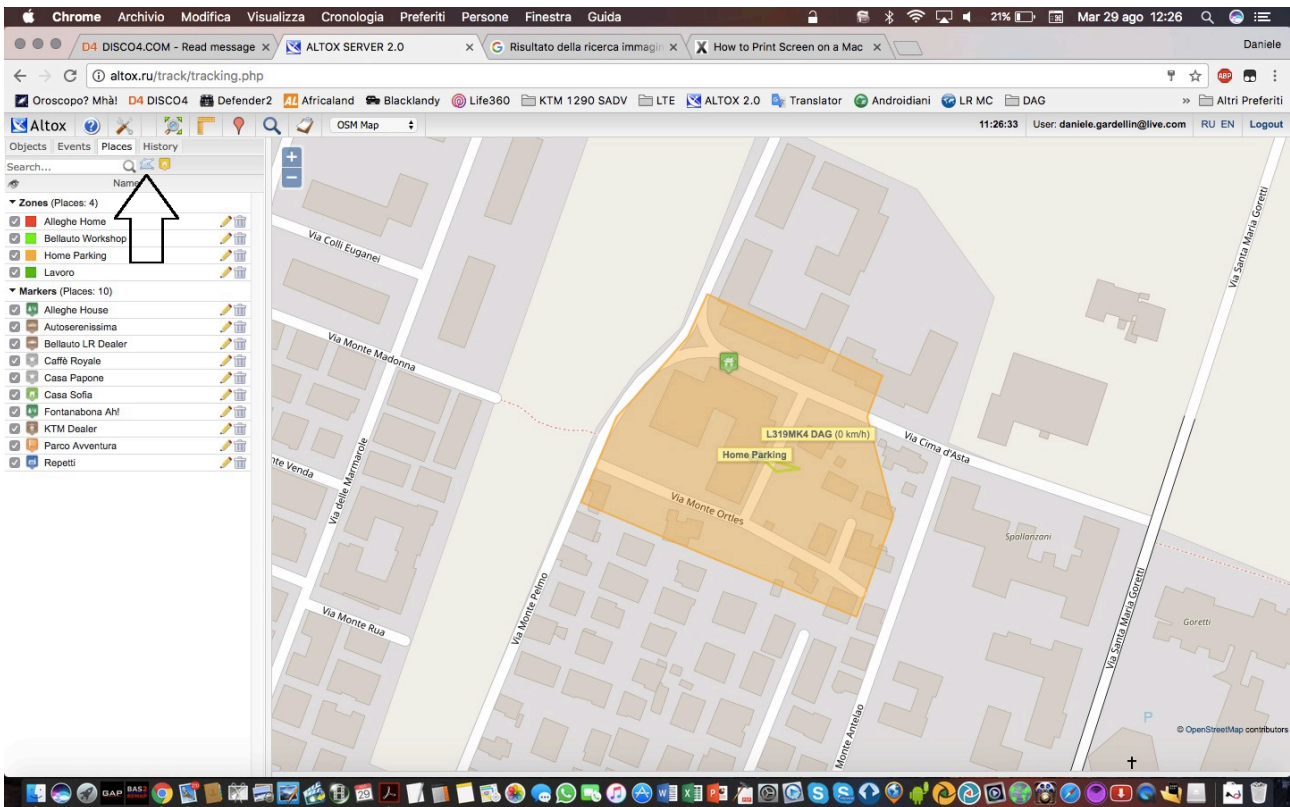 Chrome Archivio Modifica Visualizza Cronologia Preferiti Persone Finestra Guida 21% Mar 29 ago 12:26
D4 DISCO4.COM - Read message × ALTOX SERVER 2.0 × G Risultato della ricerca immagin × X How to Print Screen on a Mac × Daniele
altox.ru/track/tracking.php ABP
Oroscopo? Mhà! D4 DISCO4 Defender2 Africaland Blacklandy Life360 KTM 1290 SADV LTE ALTOX 2.0 Translator Androidiani LR MC DAG » Altri Preferiti
Altox OSM Map 11:26:33 User: daniele.gardellin@live.com RU EN Logout
Objects Events Places History
Search...
Name
Zones (Places: 4)
Alleghe Home
Bellauto Workshop
Home Parking
Lavoro
Markers (Places: 10)
Alleghe House
Autoserenissima
Bellauto LR Dealer
Caffè Royale
Casa Papone
Casa Sofia
Fontanabona Ah!
KTM Dealer
Parco Avventura
Repetti
+
−
Via Colli Euganei
Via Santa Maria Goretti
Via Monte Madonna
L319MK4 DAG (0 km/h)
Home Parking
Via Cima d'Asta
nte Venda
Via delle Marmarole
Via Monte Ortles
Spallanzani
Via Monte Pelmo
Via Monte Rua
Via Santa Maria Goretti
Goretti
Monte Antelao
P
© OpenStreetMap contributors
GAP BAS
29